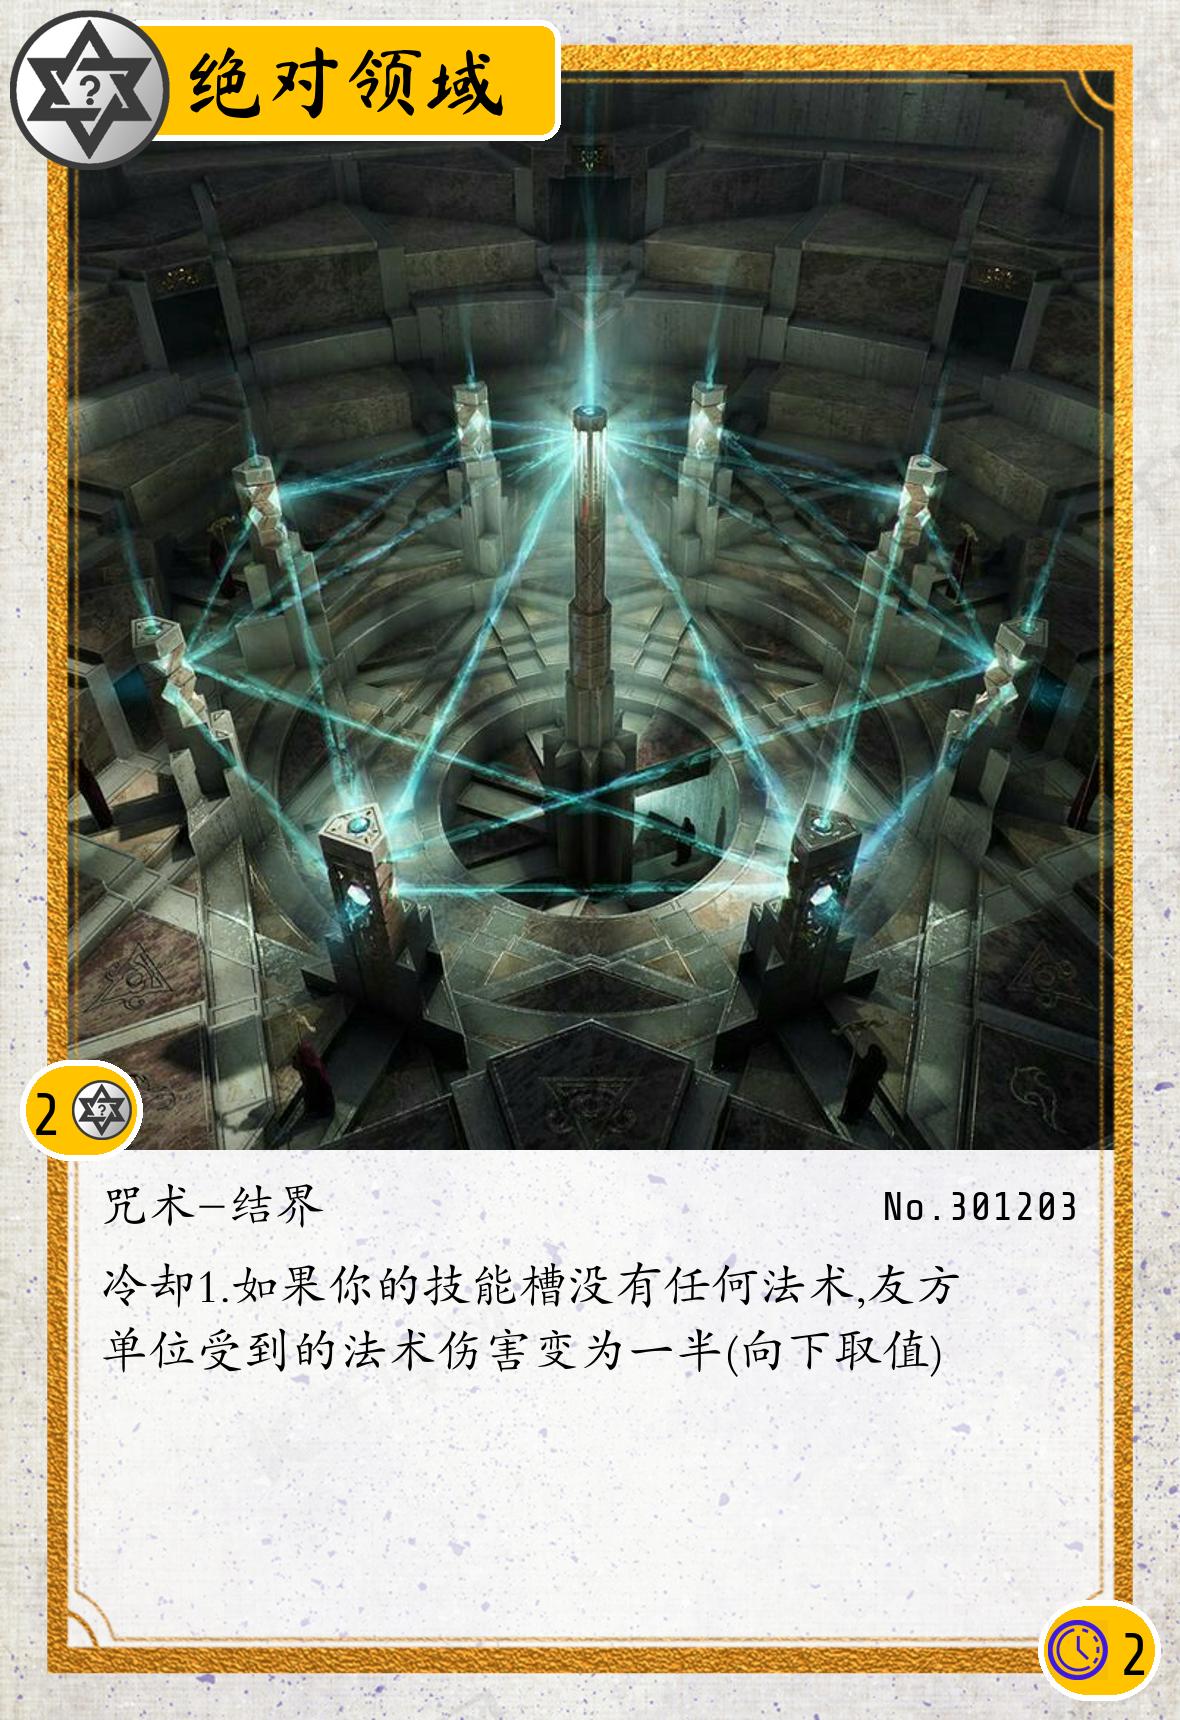 ?
绝对领域
2
?
咒术-结界
No.301203
冷却1.如果你的技能槽没有任何法术,友方
单位受到的法术伤害变为一半(向下取值)
2